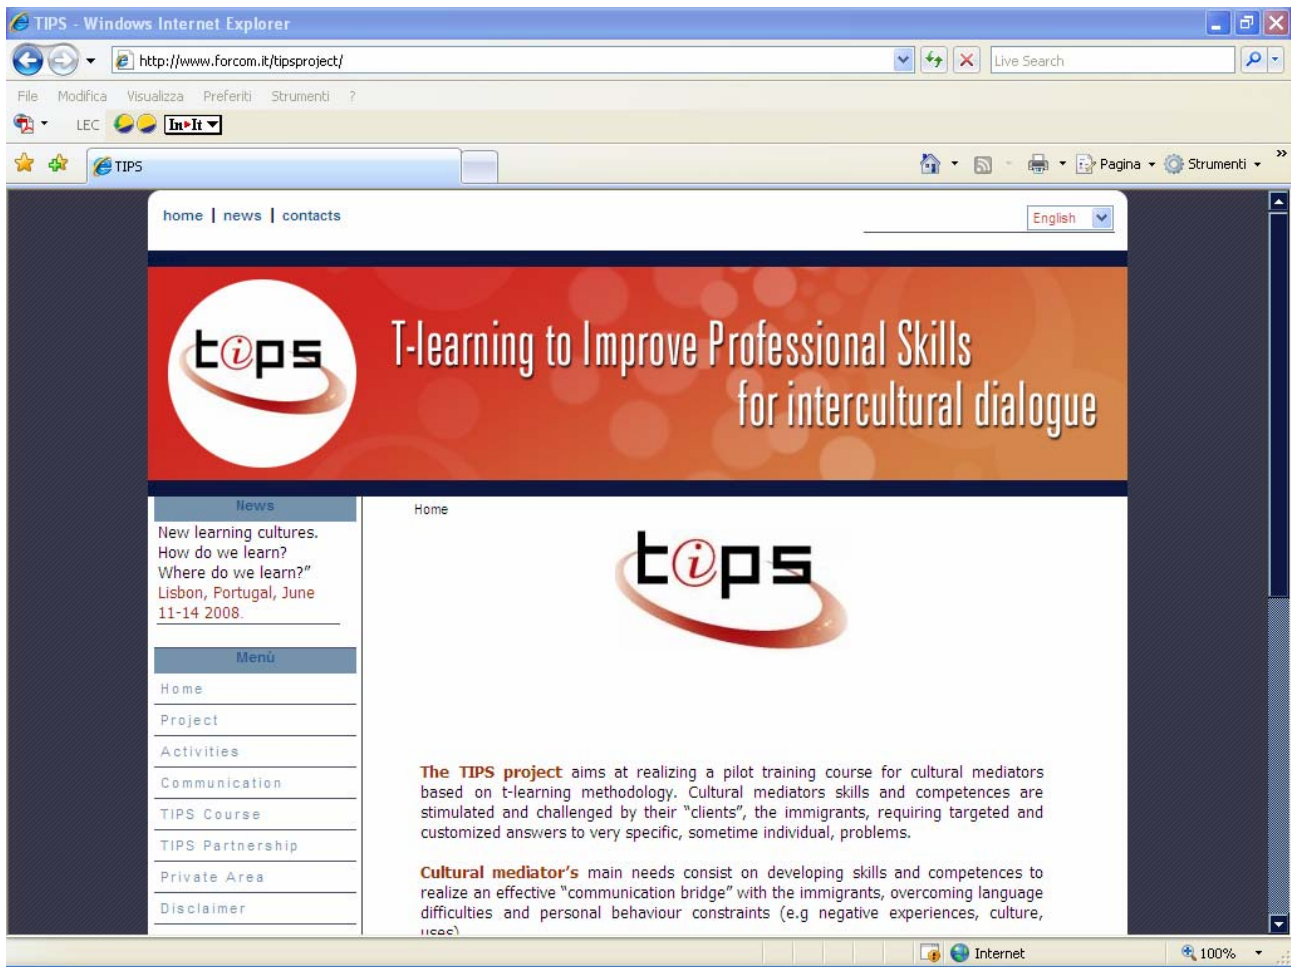 TIPS - Windows Internet Explorer
http://www.forcom.it/tipsproject/
Live Search
File Modifica Visualizza Preferiti Strumenti ?
LEC In▸It
TIPS
Pagina Strumenti »
home | news | contacts
English
tips
T-learning to Improve Professional Skills
for intercultural dialogue
News
New learning cultures.
How do we learn?
Where do we learn?”
Lisbon, Portugal, June
11-14 2008.
Menù
Home
Project
Activities
Communication
TIPS Course
TIPS Partnership
Private Area
Disclaimer
Home
tips
The TIPS project aims at realizing a pilot training course for cultural mediators
based on t-learning methodology. Cultural mediators skills and competences are
stimulated and challenged by their “clients”, the immigrants, requiring targeted and
customized answers to very specific, sometime individual, problems.
Cultural mediator’s main needs consist on developing skills and competences to
realize an effective “communication bridge” with the immigrants, overcoming language
difficulties and personal behaviour constraints (e.g negative experiences, culture,
uses)
Internet
100%